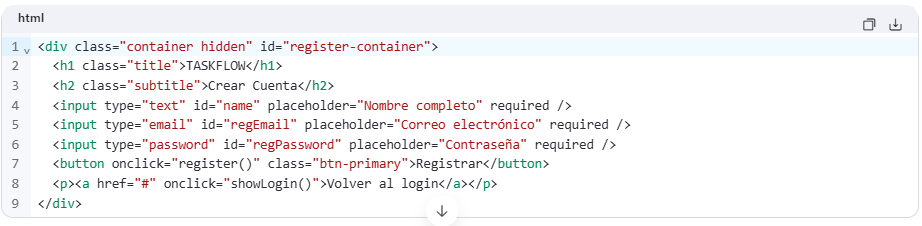 html
1 <div class="container hidden" id="register-container">
2 <h1 class="title">TASKFLOW</h1>
3 <h2 class="subtitle">Crear Cuenta</h2>
4 <input type="text" id="name" placeholder="Nombre completo" required />
5 <input type="email" id="regEmail" placeholder="Correo electrónico" required />
6 <input type="password" id="regPassword" placeholder="Contraseña" required />
7 <button onclick="register()" class="btn-primary">Registrar</button>
8 <p><a href="#" onclick="showLogin()">Volver al login</a></p>
9 </div>